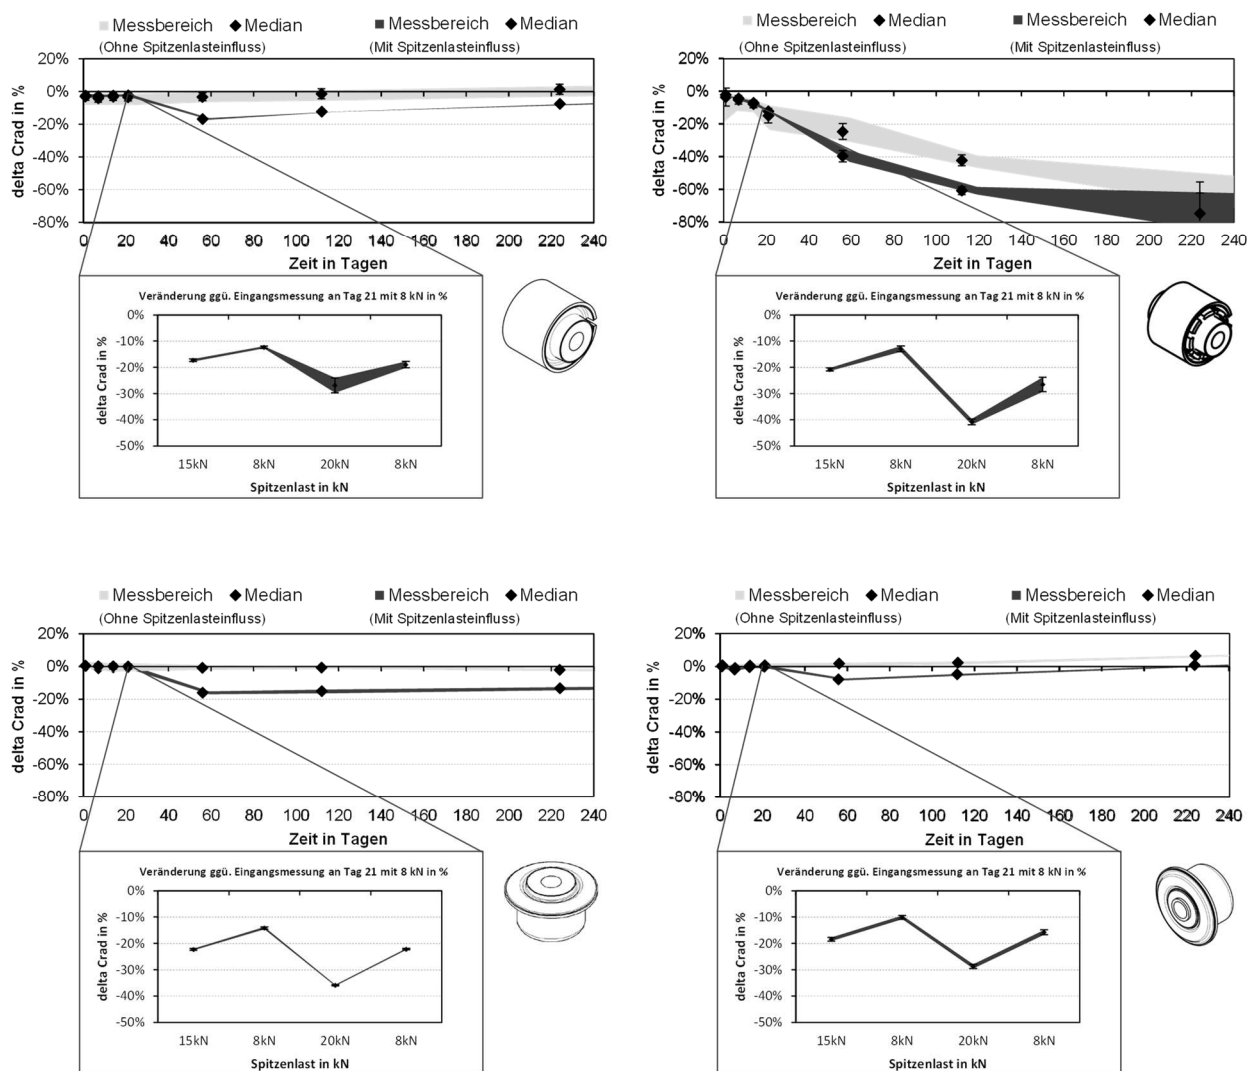 Messbereich Median Messbereich Median
(Ohne Spitzenlasteinfluss) (Mit Spitzenlasteinfluss)
20%
0%
-20%
-40%
-60%
-80%
delta Crad in %
0 20 40 60 80 100 120 140 160 180 200 220 240
Zeit in Tagen
Veränderung ggü. Eingangsmessung an Tag 21 mit 8 kN in %
0%
-10%
-20%
-30%
-40%
-50%
delta Crad in %
15kN 8kN 20kN 8kN
Spitzenlast in kN
Messbereich Median Messbereich Median
(Ohne Spitzenlasteinfluss) (Mit Spitzenlasteinfluss)
20%
0%
-20%
-40%
-60%
-80%
delta Crad in %
0 20 40 60 80 100 120 140 160 180 200 220 240
Zeit in Tagen
Veränderung ggü. Eingangsmessung an Tag 21 mit 8 kN in %
0%
-10%
-20%
-30%
-40%
-50%
delta Crad in %
15kN 8kN 20kN 8kN
Spitzenlast in kN
Messbereich Median Messbereich Median
(Ohne Spitzenlasteinfluss) (Mit Spitzenlasteinfluss)
20%
0%
-20%
-40%
-60%
-80%
delta Crad in %
0 20 40 60 80 100 120 140 160 180 200 220 240
Zeit in Tagen
Veränderung ggü. Eingangsmessung an Tag 21 mit 8 kN in %
0%
-10%
-20%
-30%
-40%
-50%
delta Crad in %
15kN 8kN 20kN 8kN
Spitzenlast in kN
Messbereich Median Messbereich Median
(Ohne Spitzenlasteinfluss) (Mit Spitzenlasteinfluss)
20%
0%
-20%
-40%
-60%
-80%
delta Crad in %
0 20 40 60 80 100 120 140 160 180 200 220 240
Zeit in Tagen
Veränderung ggü. Eingangsmessung an Tag 21 mit 8 kN in %
0%
-10%
-20%
-30%
-40%
-50%
delta Crad in %
15kN 8kN 20kN 8kN
Spitzenlast in kN